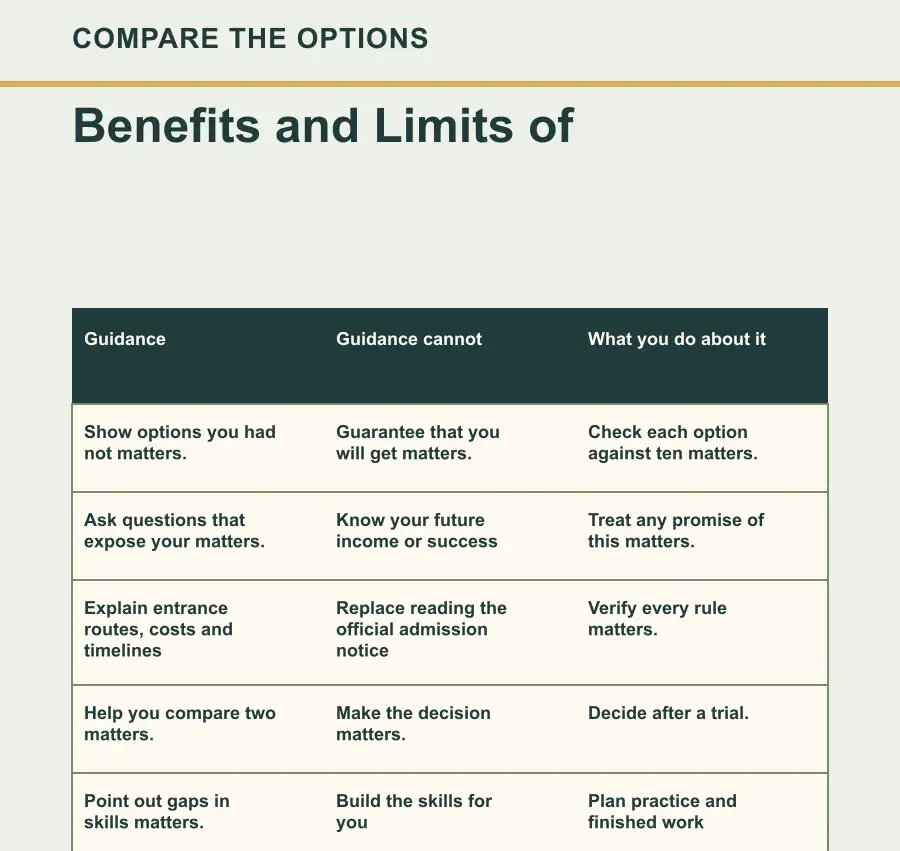 COMPARE THE OPTIONS
Benefits and Limits of
Guidance
Guidance cannot
What you do about it
Show options you had
not matters.
Guarantee that you
will get matters.
Check each option
against ten matters.
Ask questions that
expose your matters.
Know your future
income or success
Treat any promise of
this matters.
Explain entrance
routes, costs and
timelines
Replace reading the
official admission
notice
Verify every rule
matters.
Help you compare two
matters.
Make the decision
matters.
Decide after a trial.
Point out gaps in
skills matters.
Build the skills for
you
Plan practice and
finished work